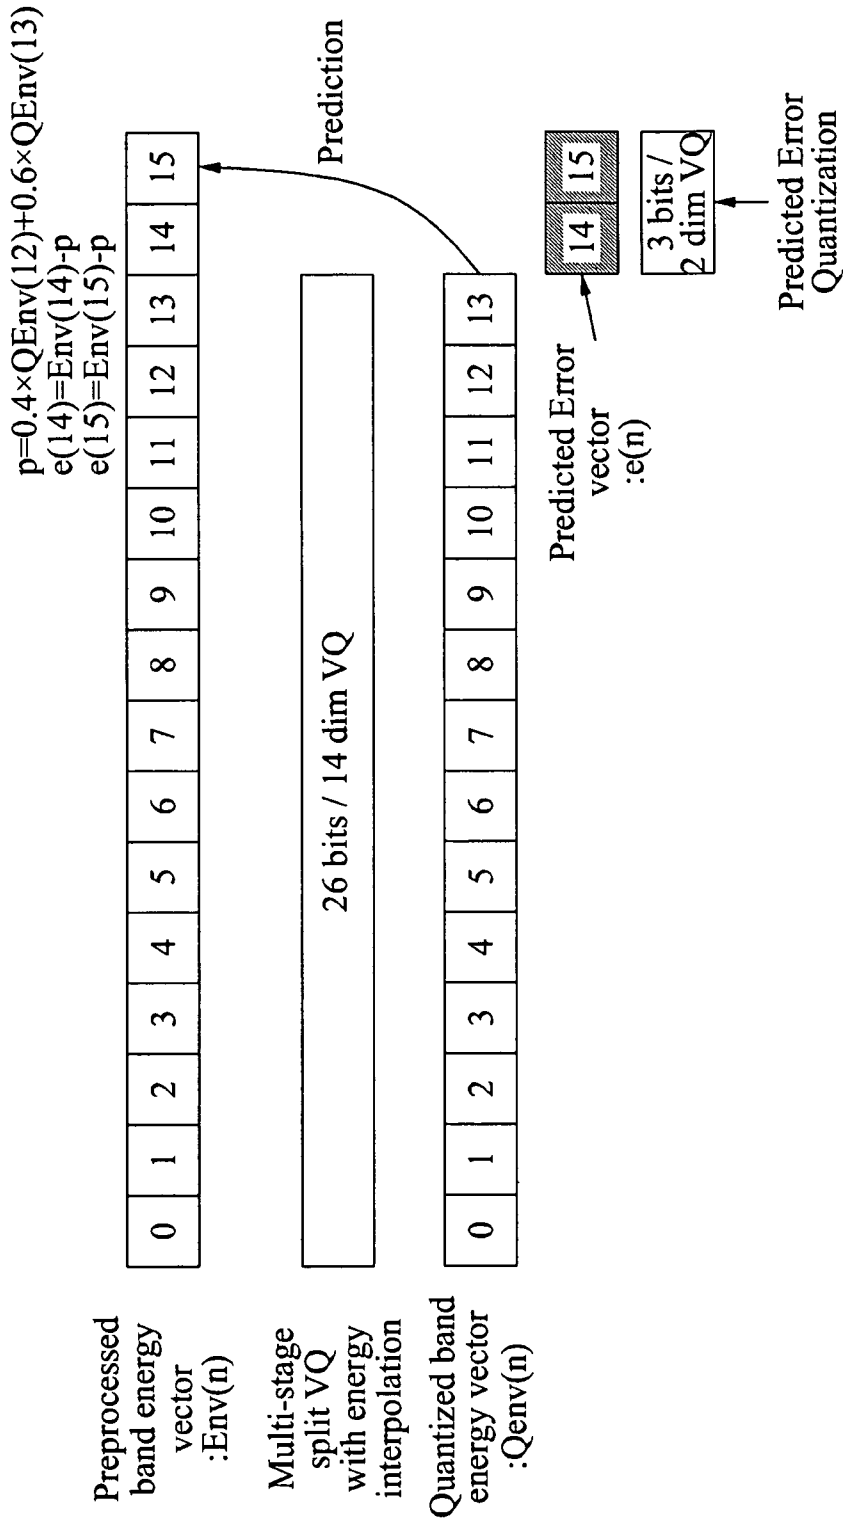 p=0.4×QEnv(12)+0.6×QEnv(13)
e(14)=Env(14)-p
e(15)=Env(15)-p
Preprocessed
band energy
vector
:Env(n)
0 1 2 3 4 5 6 7 8 9 10 11 12 13 14 15
Prediction
Multi-stage
split VQ
with energy
interpolation
26 bits / 14 dim VQ
Quantized band
energy vector
:Qenv(n)
0 1 2 3 4 5 6 7 8 9 10 11 12 13
Predicted Error
vector
:e(n)
14 15
3 bits /
2 dim VQ
Predicted Error
Quantization